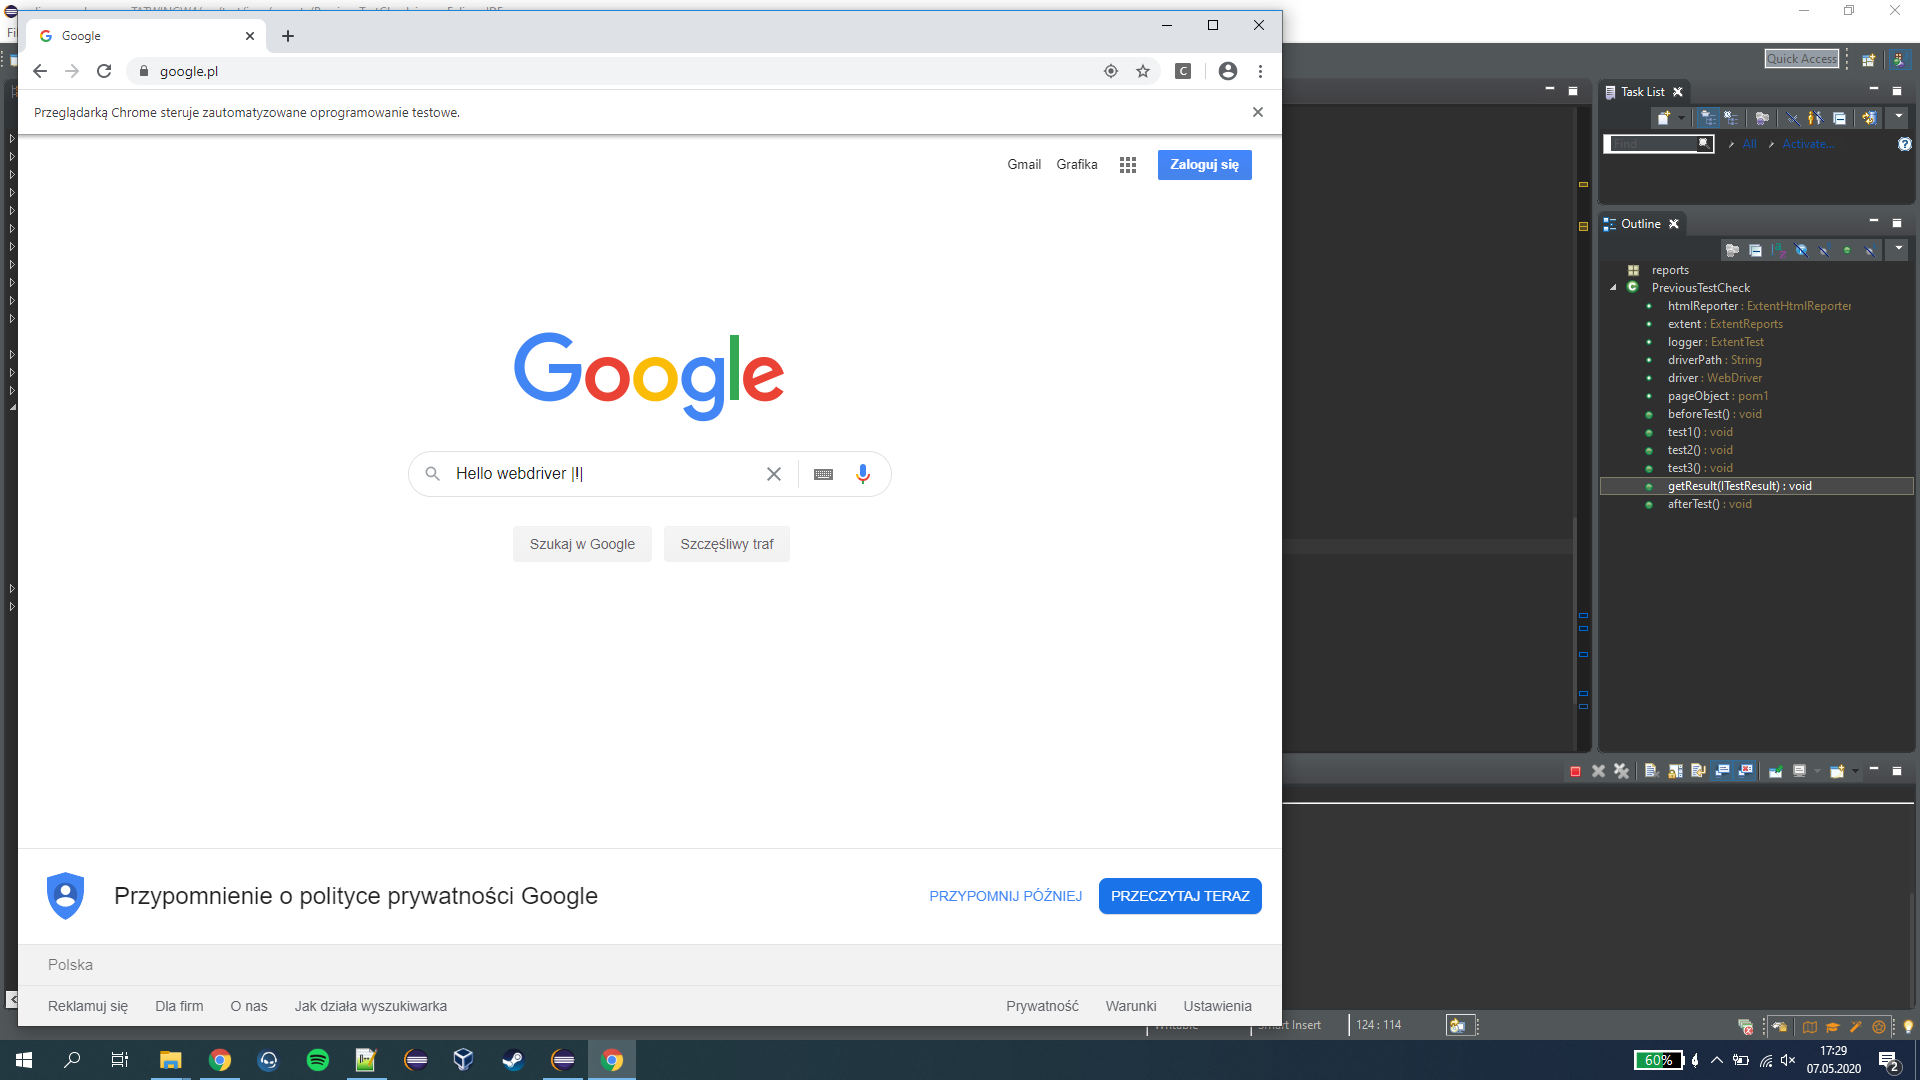 Google
google.pl
Quick Access
Przeglądarką Chrome steruje zautomatyzowane oprogramowanie testowe.
Gmail
Grafika
Zaloguj się
Google
Hello webdriver |!|
Szukaj w Google
Szczęśliwy traf
Przypomnienie o polityce prywatności Google
PRZYPOMNIJ PÓŹNIEJ
PRZECZYTAJ TERAZ
Polska
Reklamuj się
Dla firm
O nas
Jak działa wyszukiwarka
Prywatność
Warunki
Ustawienia
Task List
Find
All
Activate...
Outline
reports
PreviousTestCheck
htmlReporter : ExtentHtmlReporter
extent : ExtentReports
logger : ExtentTest
driverPath : String
driver : WebDriver
pageObject : pom1
beforeTest() : void
test1() : void
test2() : void
test3() : void
getResult(ITestResult) : void
afterTest() : void
Writable
Smart Insert
124 : 114
60%
17:29
07.05.2020
2